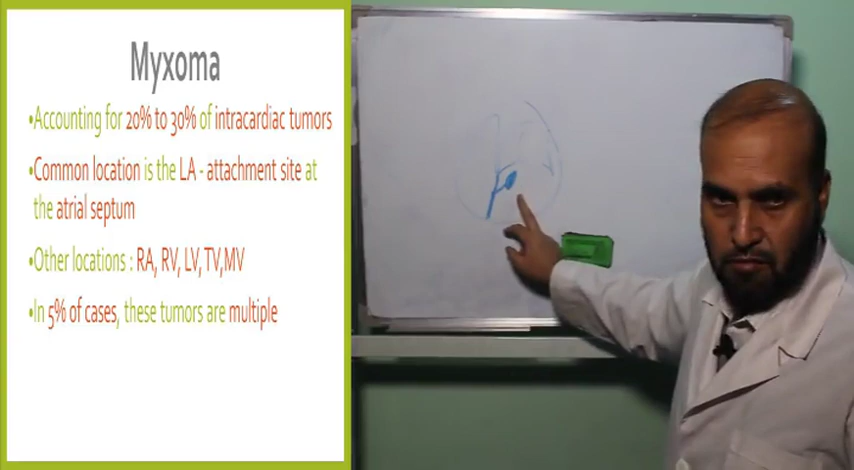 Myxoma
•Accounting for 20% to 30% of intracardiac tumors
•Common location is the LA - attachment site at
the atrial septum
•Other locations : RA, RV, LV, TV,MV
•In 5% of cases, these tumors are multiple